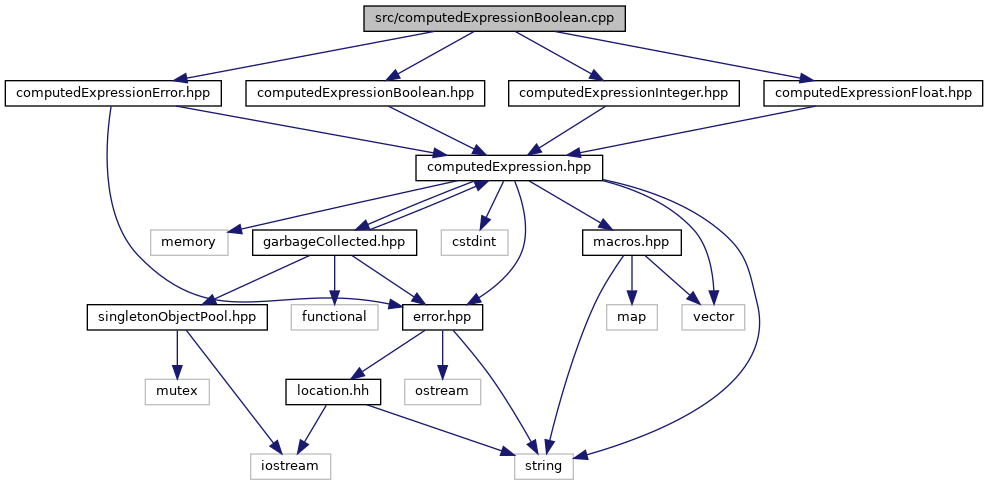 src/computedExpressionBoolean.cpp
computedExpressionError.hpp
computedExpressionBoolean.hpp
computedExpressionInteger.hpp
computedExpressionFloat.hpp
computedExpression.hpp
memory
garbageCollected.hpp
cstdint
macros.hpp
singletonObjectPool.hpp
functional
error.hpp
map
vector
mutex
location.hh
ostream
iostream
string